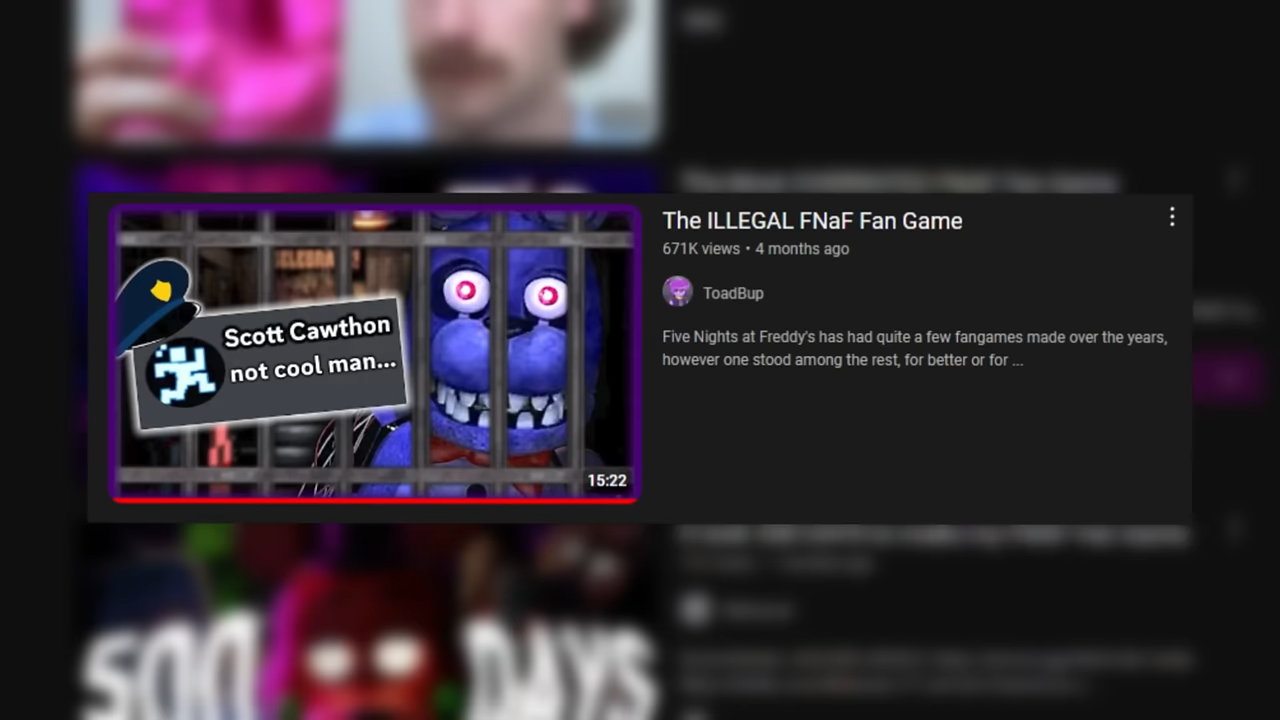 The ILLEGAL FNaF Fan Game
671K views • 4 months ago
ToadBup
Five Nights at Freddy's has had quite a few fangames made over the years,
however one stood among the rest, for better or for ...
Scott Cawthon
not cool man...
15:22
500 DAYS